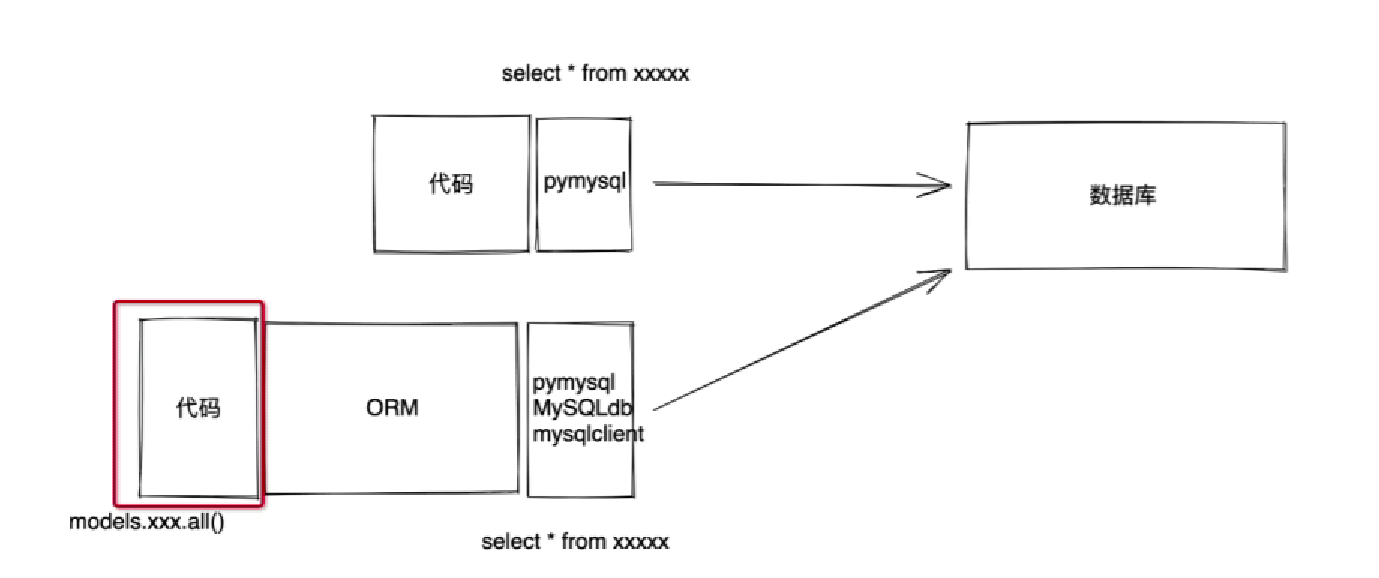 select * from xxxxx
代码
pymysql
数据库
代码
ORM
pymysql
MySQLdb
mysqlclient
models.xxx.all()
select * from xxxxx